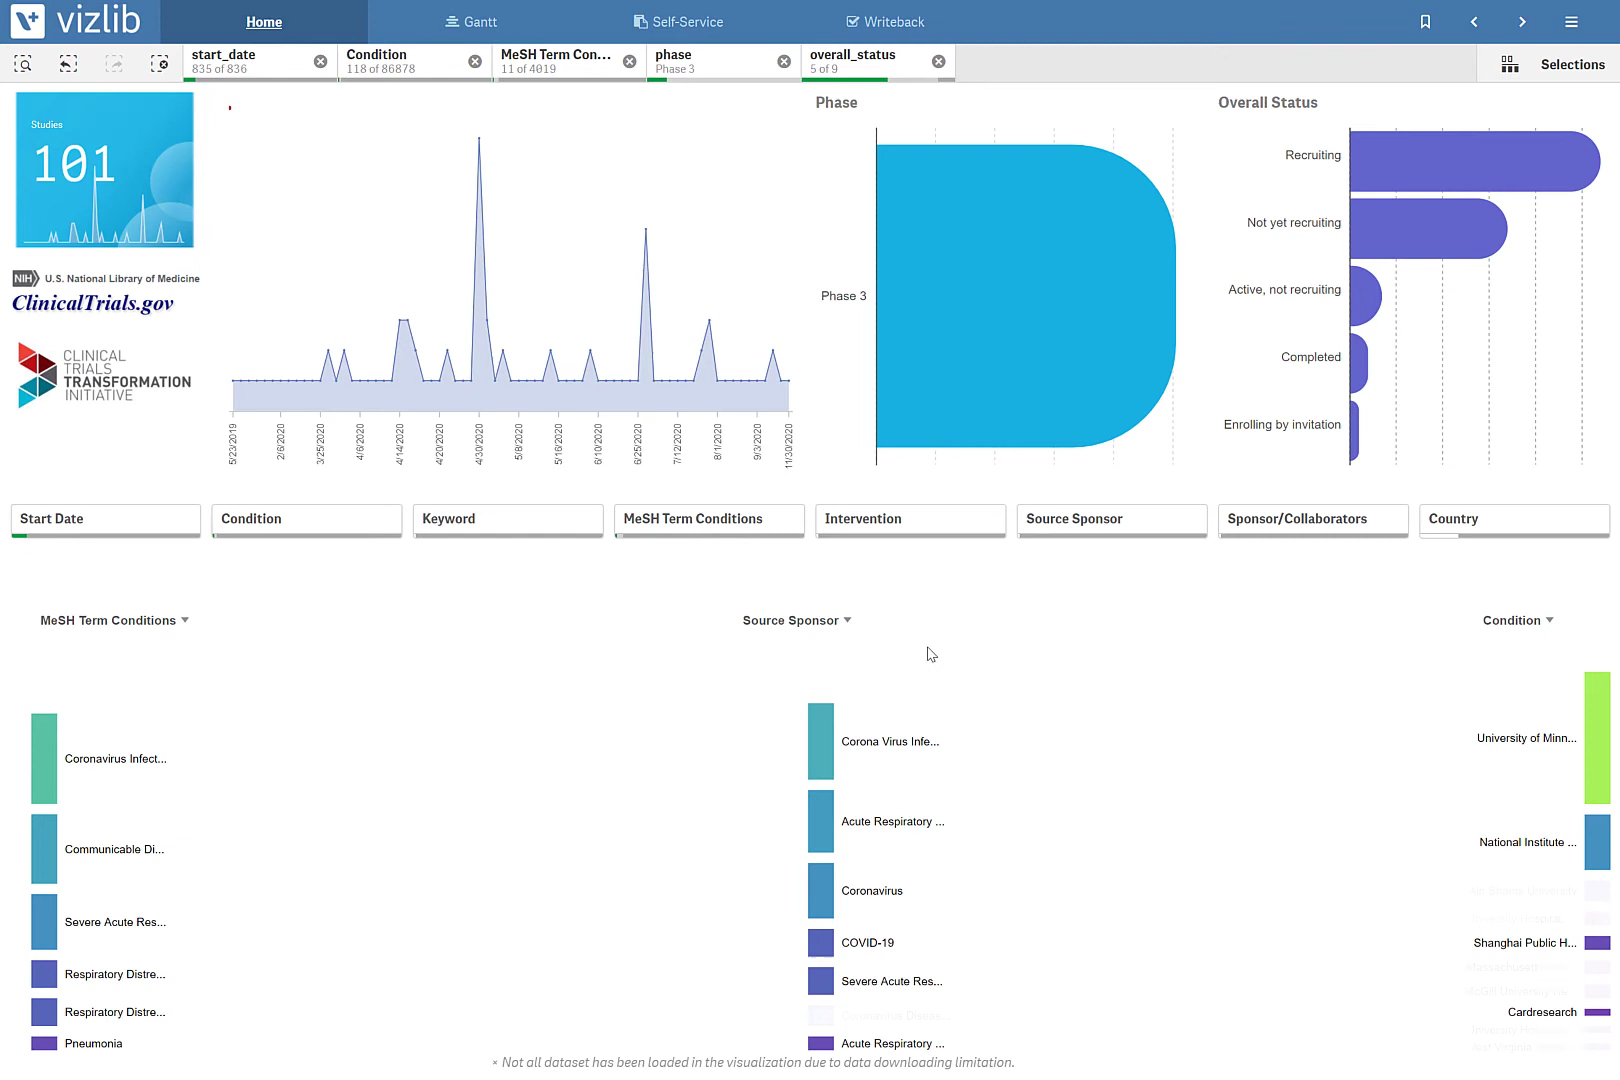 vizlib
Home
Gantt
Self-Service
Writeback
start_date
835 of 836
Condition
118 of 86878
MeSH Term Con...
11 of 4019
phase
Phase 3
overall_status
5 of 9
Selections
Studies
101
NIH U.S. National Library of Medicine
ClinicalTrials.gov
CLINICAL
TRIALS
TRANSFORMATION
INITIATIVE
5/23/2019
2/6/2020
3/25/2020
4/6/2020
4/14/2020
4/20/2020
4/30/2020
5/8/2020
5/16/2020
6/10/2020
6/25/2020
7/12/2020
8/1/2020
9/3/2020
11/30/2020
Phase
Phase 3
Overall Status
Recruiting
Not yet recruiting
Active, not recruiting
Completed
Enrolling by invitation
Start Date
Condition
Keyword
MeSH Term Conditions
Intervention
Source Sponsor
Sponsor/Collaborators
Country
MeSH Term Conditions
Source Sponsor
Condition
Coronavirus Infect...
Communicable Di...
Severe Acute Res...
Respiratory Distre...
Respiratory Distre...
Pneumonia
Corona Virus Infe...
Acute Respiratory ...
Coronavirus
COVID-19
Severe Acute Res...
Acute Respiratory ...
University of Minn...
National Institute ...
Shanghai Public H...
Cardresearch
* Not all dataset has been loaded in the visualization due to data downloading limitation.